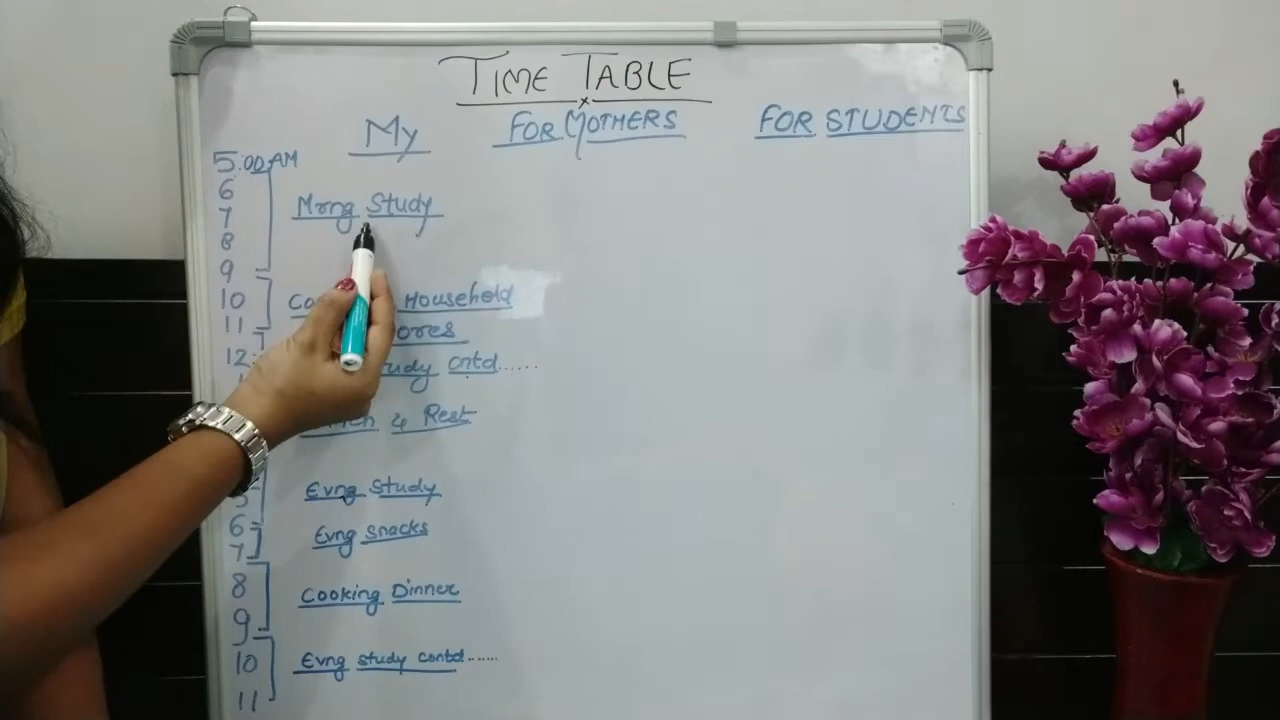 TIME TABLE
My FOR MOTHERS FOR STUDENTS
5:00 AM
6
7 Mrng Study
8
9
10 Household
11
12
& Rest
Evng Study
6 Evng snacks
7
8 Cooking Dinner
9
10 Evng study contd.......
11